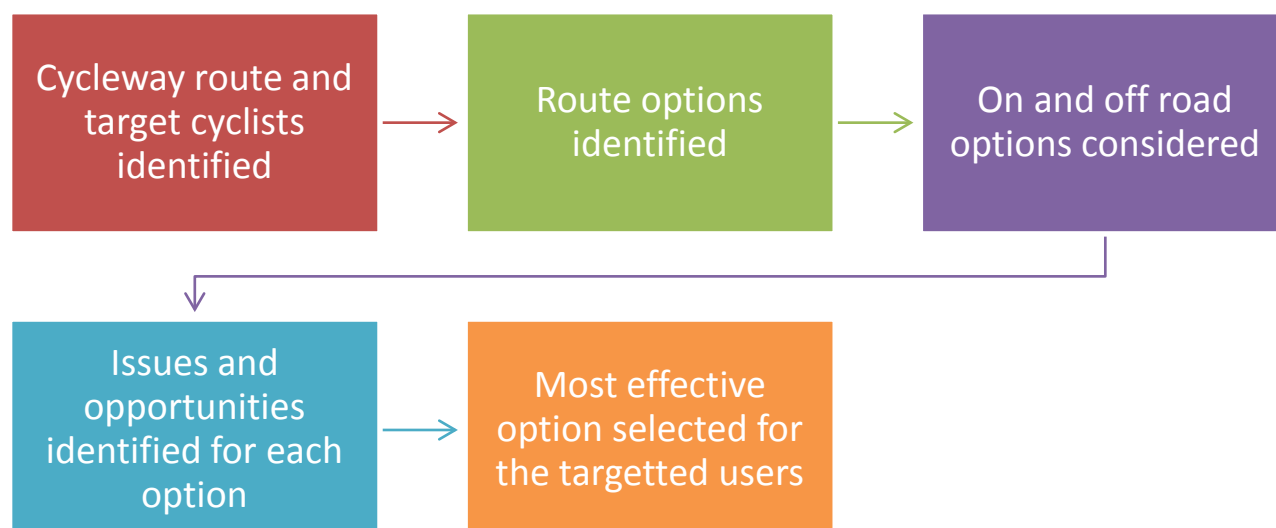 Cycleway route and
target cyclists
identified
Route options
identified
On and off road
options considered
Issues and
opportunities
identified for each
option
Most effective
option selected for
the targetted users